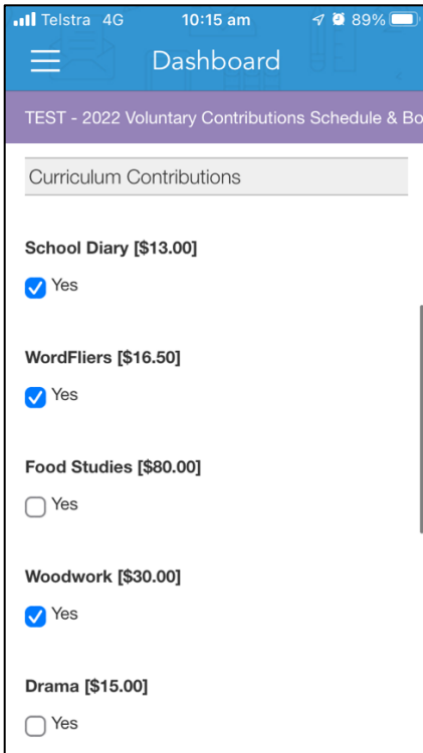 Telstra 4G 10:15 am 89%
Dashboard
TEST - 2022 Voluntary Contributions Schedule & Bo
Curriculum Contributions
School Diary [$13.00]
Yes
WordFliers [$16.50]
Yes
Food Studies [$80.00]
Yes
Woodwork [$30.00]
Yes
Drama [$15.00]
Yes